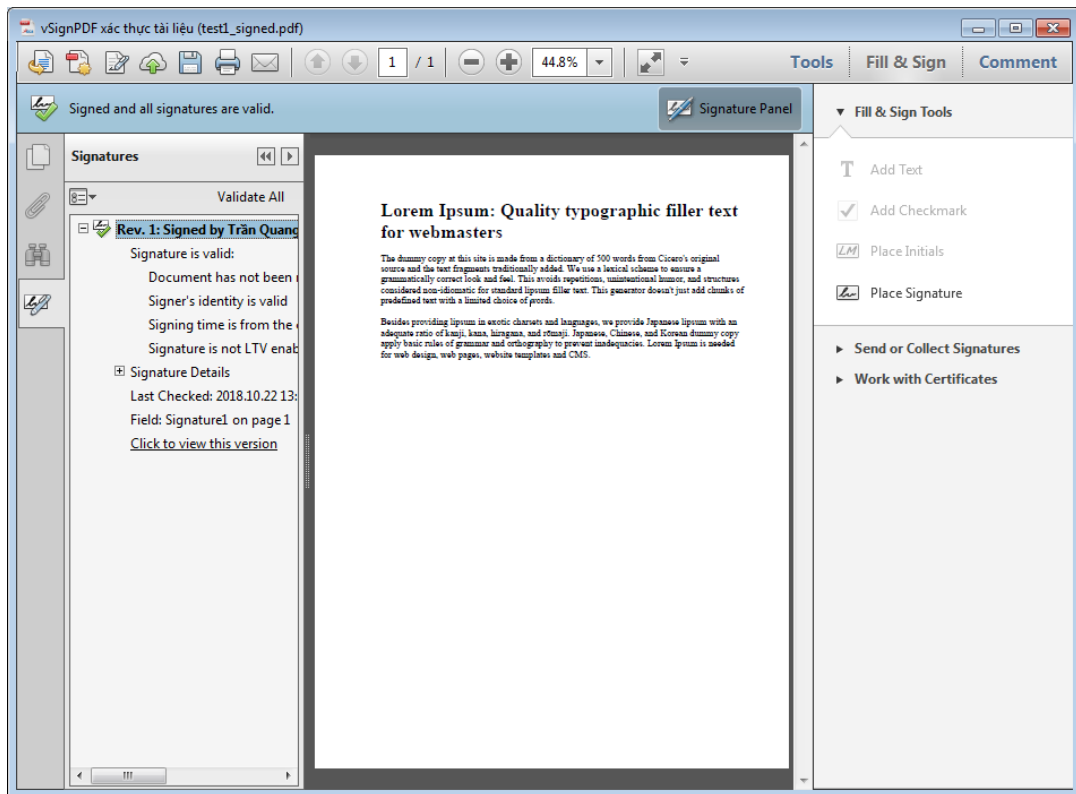 vSignPDF xác thực tài liệu (test1_signed.pdf)
1 / 1
44.8%
Tools
Fill & Sign
Comment
Signed and all signatures are valid.
Signature Panel
Signatures
Validate All
Rev. 1: Signed by Trần Quang
Signature is valid:
Document has not been
Signer's identity is valid
Signing time is from the
Signature is not LTV enab
Signature Details
Last Checked: 2018.10.22 13:
Field: Signature1 on page 1
Click to view this version
Lorem Ipsum: Quality typographic filler text
for webmasters
The dummy copy at this site is made from a dictionary of 500 words from Cicero's original
source and the text fragments traditionally added. We use a lexical scheme to ensure a
grammatically correct look and feel. This avoids repetitions, unintentional humor, and structures
considered non-idiomatic for standard lipsum filler text. This generator doesn't just add chunks of
predefined text with a limited choice of words.
Besides providing lipsum in exotic charsets and languages, we provide Japanese lipsum with an
adequate ratio of kanji, kana, hiragana, and rōmaji. Japanese, Chinese, and Korean dummy copy
apply basic rules of grammar and orthography to prevent inadequacies. Lorem Ipsum is needed
for web design, web pages, website templates and CMS.
Fill & Sign Tools
T Add Text
Add Checkmark
LM Place Initials
Place Signature
Send or Collect Signatures
Work with Certificates